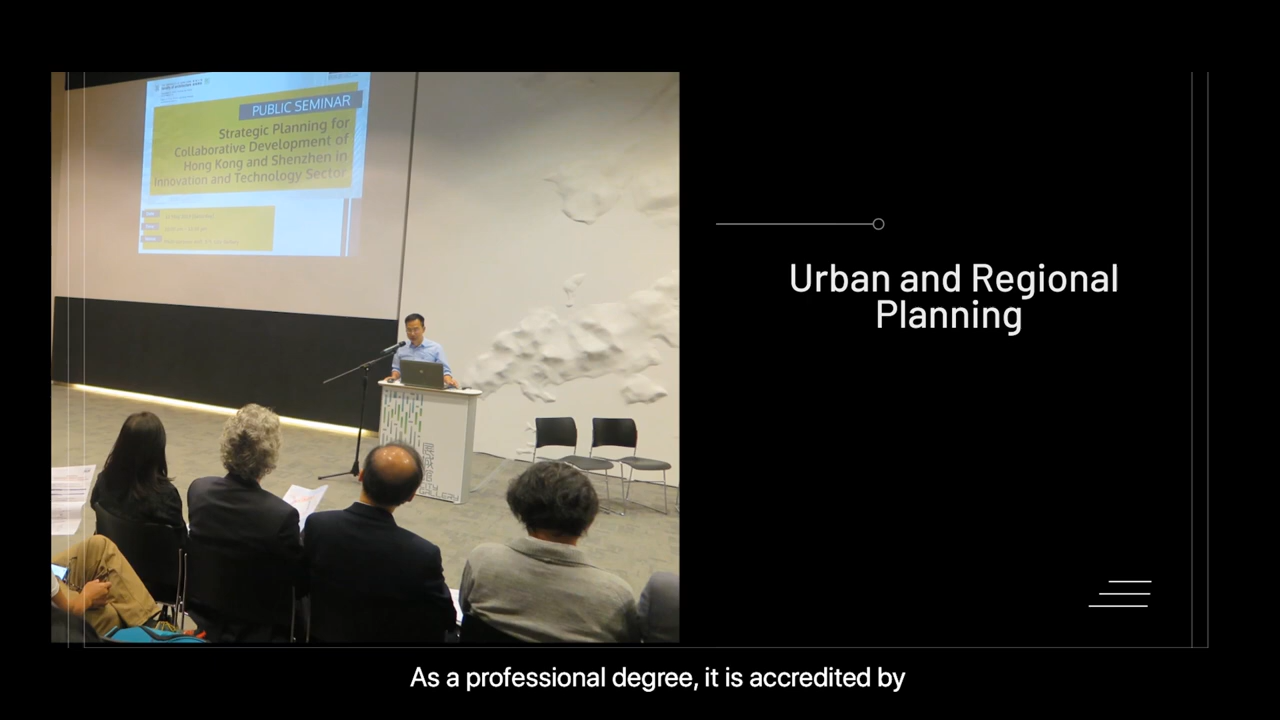 PUBLIC SEMINAR
Strategic Planning for
Collaborative Development of
Hong Kong and Shenzhen in
Innovation and Technology Sector
Urban and Regional
Planning
As a professional degree, it is accredited by